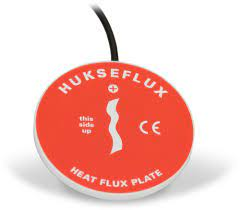 HUKSEFLUX
+
this
side
up
CE
HEAT FLUX PLATE